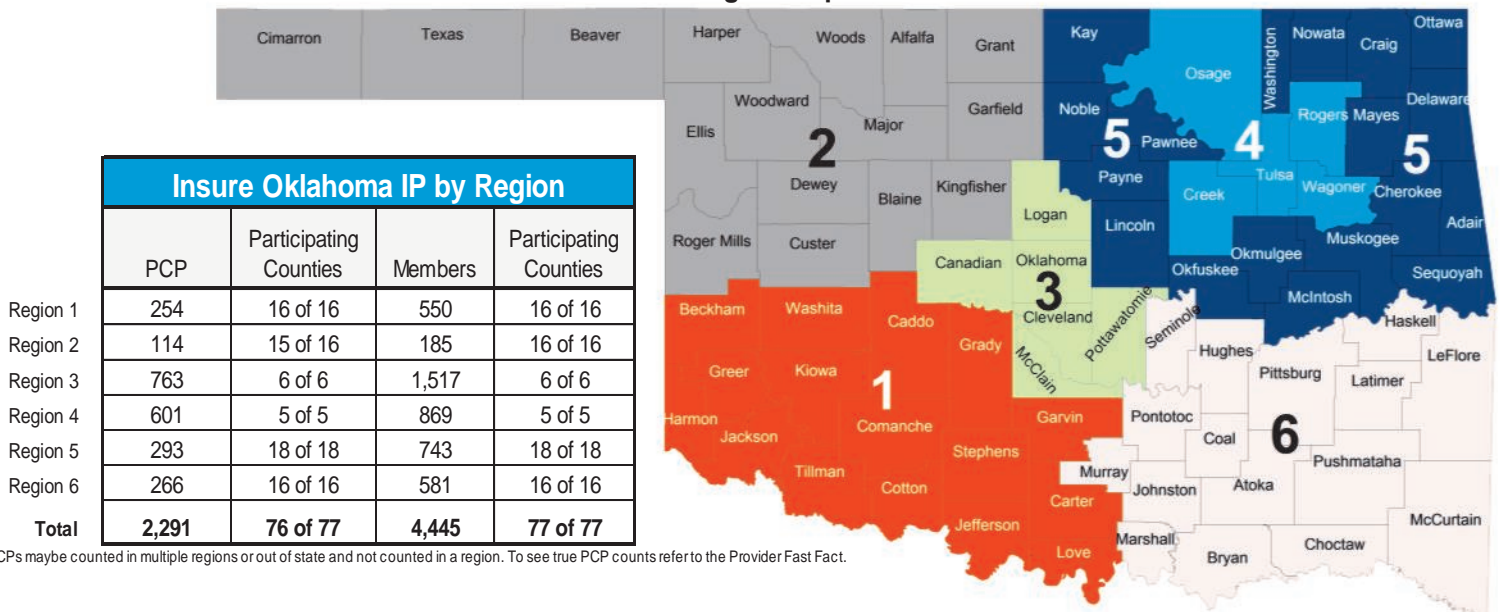 Cimarron
Texas
Beaver
Harper
Woods
Alfalfa
Grant
Kay
Osage
Washington
Nowata
Craig
Ottawa
Ellis
Woodward
Major
Garfield
Noble
Pawnee
Rogers
Mayes
Delaware
2
5
4
5
Dewey
Blaine
Kingfisher
Logan
Payne
Creek
Tulsa
Wagoner
Cherokee
Adair
Roger Mills
Custer
Canadian
Oklahoma
Lincoln
Okfuskee
Okmulgee
Muskogee
McIntosh
Sequoyah
3
Beckham
Washita
Caddo
Grady
Cleveland
McClain
Pottawatomie
Seminole
Hughes
Pittsburg
Haskell
Latimer
LeFlore
Greer
Kiowa
1
Harmon
Jackson
Comanche
Stephens
Garvin
Pontotoc
Coal
6
Pushmataha
Tillman
Cotton
Murray
Carter
Johnston
Atoka
McCurtain
Jefferson
Love
Marshall
Bryan
Choctaw
Insure Oklahoma IP by Region
PCP Participating Counties Members Participating Counties
Region 1 254 16 of 16 550 16 of 16
Region 2 114 15 of 16 185 16 of 16
Region 3 763 6 of 6 1,517 6 of 6
Region 4 601 5 of 5 869 5 of 5
Region 5 293 18 of 18 743 18 of 18
Region 6 266 16 of 16 581 16 of 16
Total 2,291 76 of 77 4,445 77 of 77
CPs maybe counted in multiple regions or out of state and not counted in a region. To see true PCP counts refer to the Provider Fast Fact.